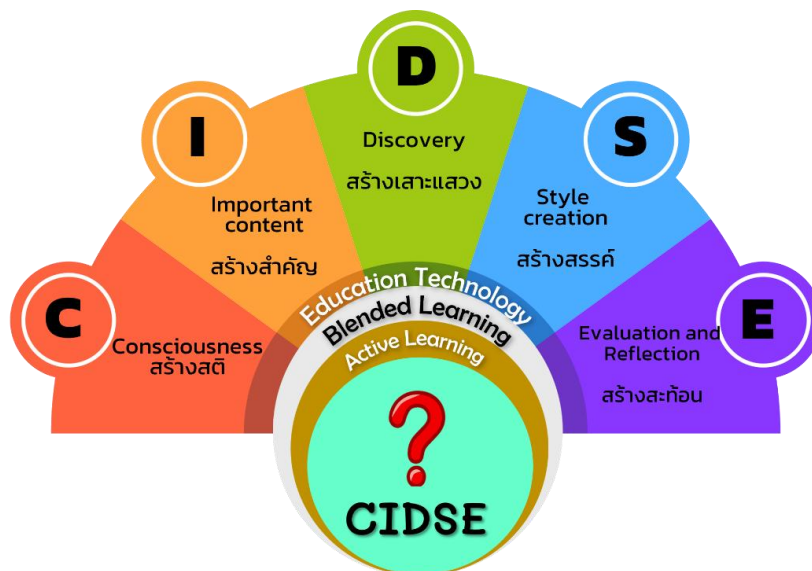 C
Consciousness
สร้างสติ
I
Important
content
สร้างสำคัญ
D
Discovery
สร้างเสาะแสวง
S
Style
creation
สร้างสรรค์
E
Evaluation and
Reflection
สร้างสะท้อน
Education Technology
Blended Learning
Active Learning
?
CIDSE